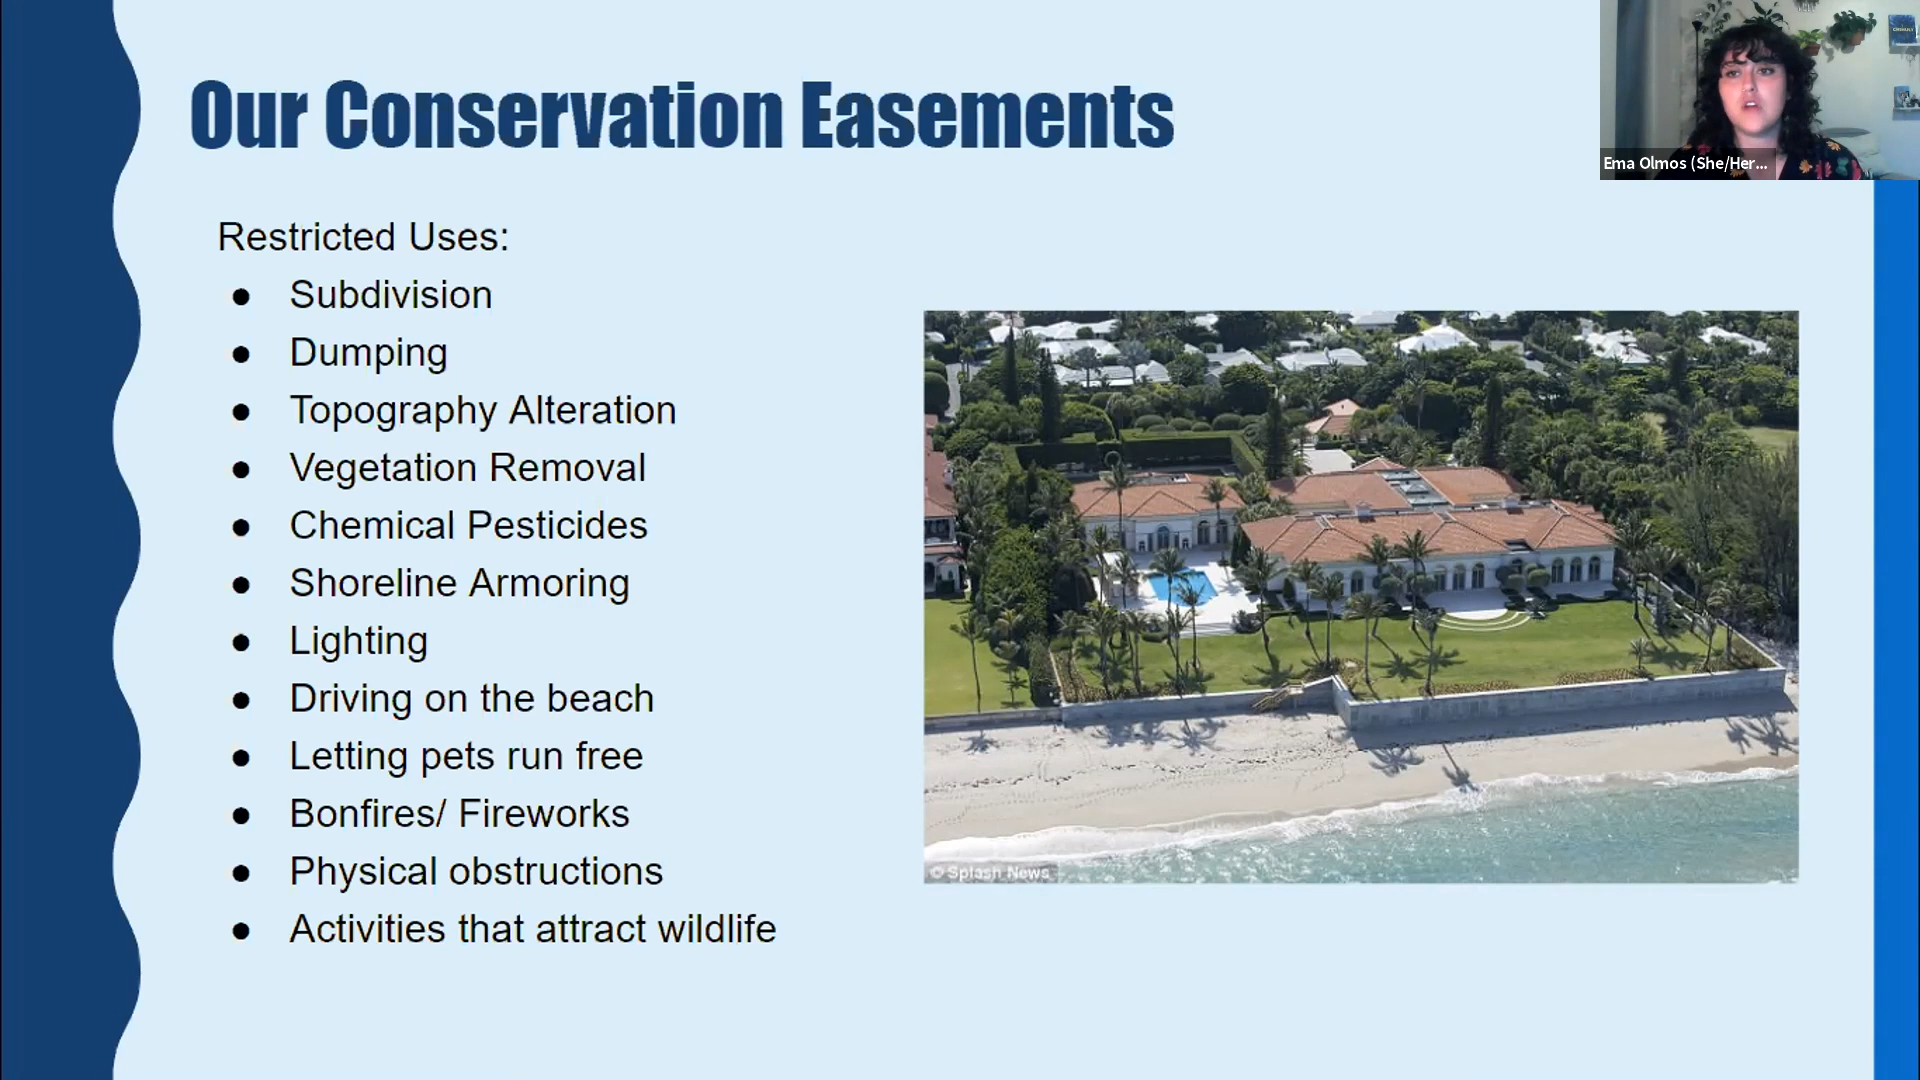 Our Conservation Easements
Ema Olmos (She/Her...
Restricted Uses:
● Subdivision
● Dumping
● Topography Alteration
● Vegetation Removal
● Chemical Pesticides
● Shoreline Armoring
● Lighting
● Driving on the beach
● Letting pets run free
● Bonfires/ Fireworks
● Physical obstructions
● Activities that attract wildlife
© Splash News